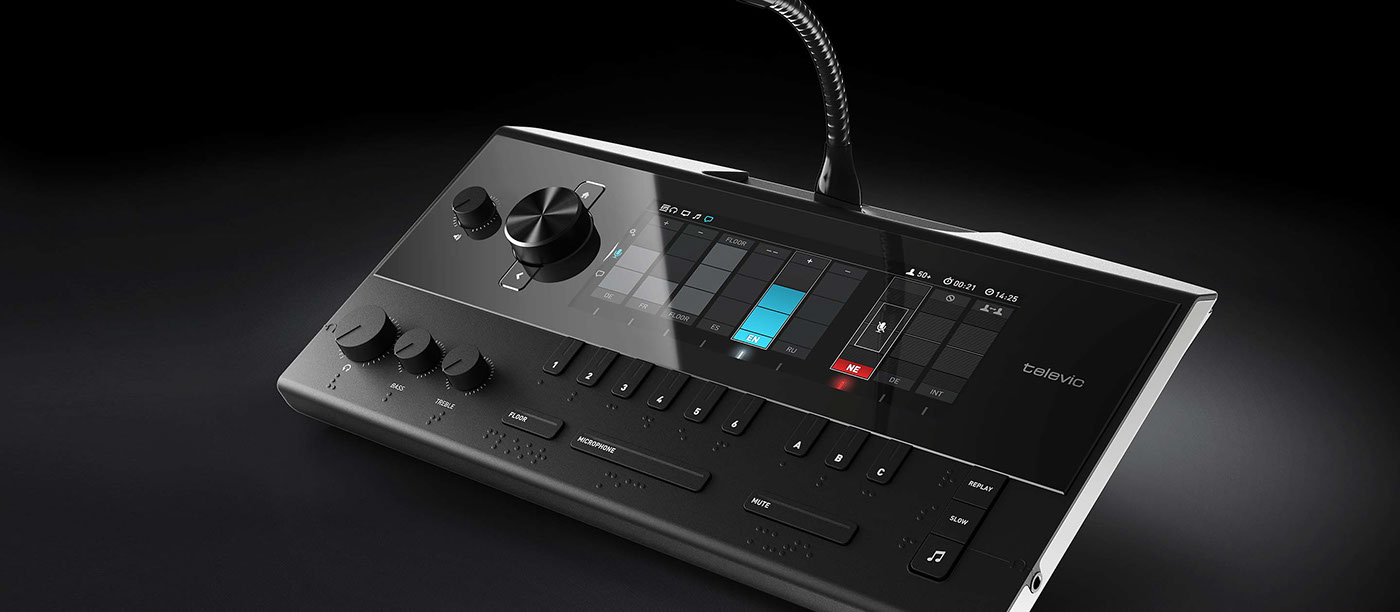 FLOOR
+
−
−−
+
−
50+
00:21
14:25
DE
FR
FLOOR
ES
EN
RU
NE
DE
INT
televic
1
2
3
4
5
6
A
B
C
BASS
TREBLE
FLOOR
MICROPHONE
MUTE
REPLAY
SLOW